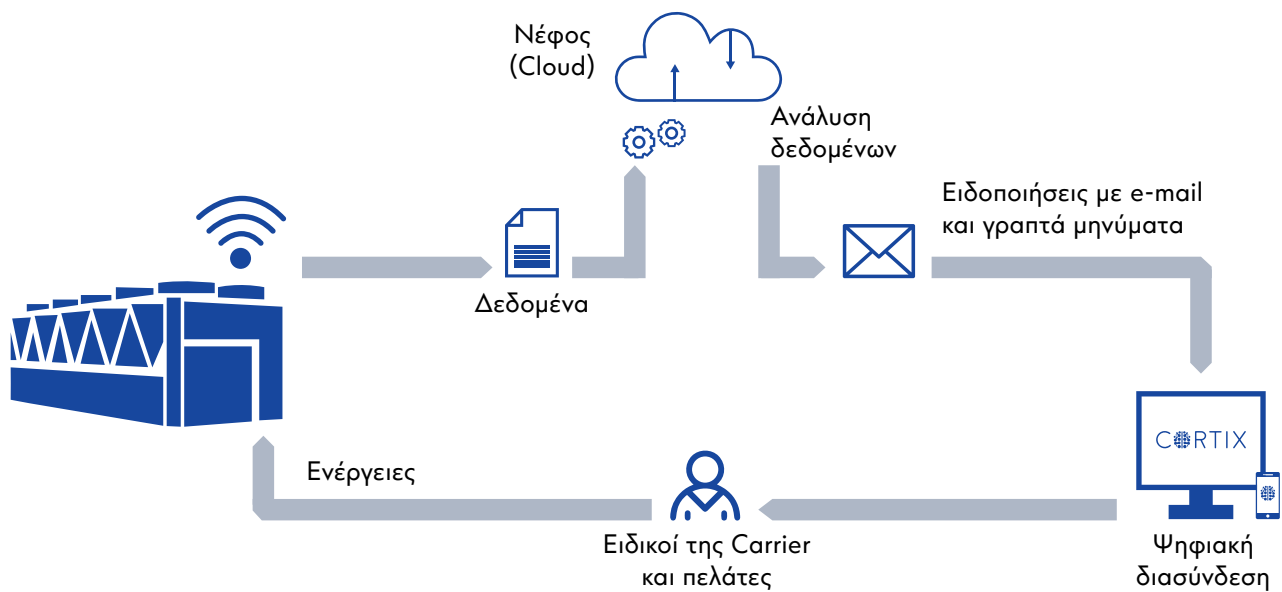 Νέφος
(Cloud)
Ανάλυση
δεδομένων
Ειδοποιήσεις με e-mail
και γραπτά μηνύματα
Δεδομένα
CORTIX
Ενέργειες
Ειδικοί της Carrier
και πελάτες
Ψηφιακή
διασύνδεση